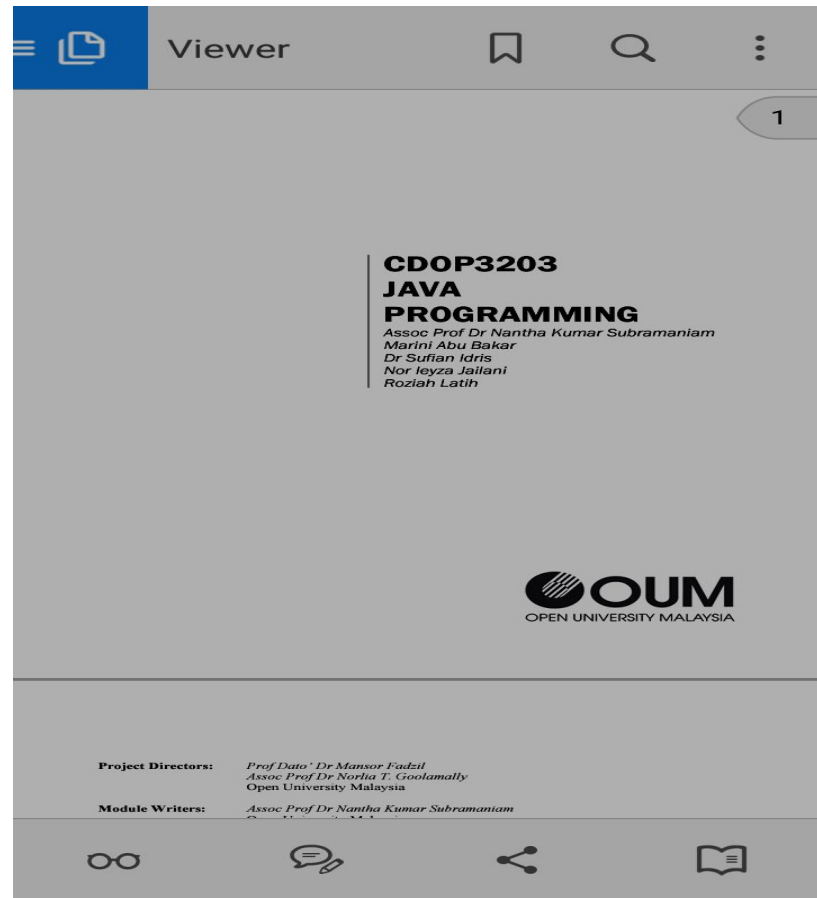 Viewer
1
CDOP3203
JAVA
PROGRAMMING
Assoc Prof Dr Nantha Kumar Subramaniam
Marini Abu Bakar
Dr Sufian Idris
Nor Ieyza Jailani
Roziah Latih
OUM
OPEN UNIVERSITY MALAYSIA
Project Directors: Prof Dato' Dr Mansor Fadzil
Assoc Prof Dr Norlia T. Goolamally
Open University Malaysia
Module Writers: Assoc Prof Dr Nantha Kumar Subramaniam